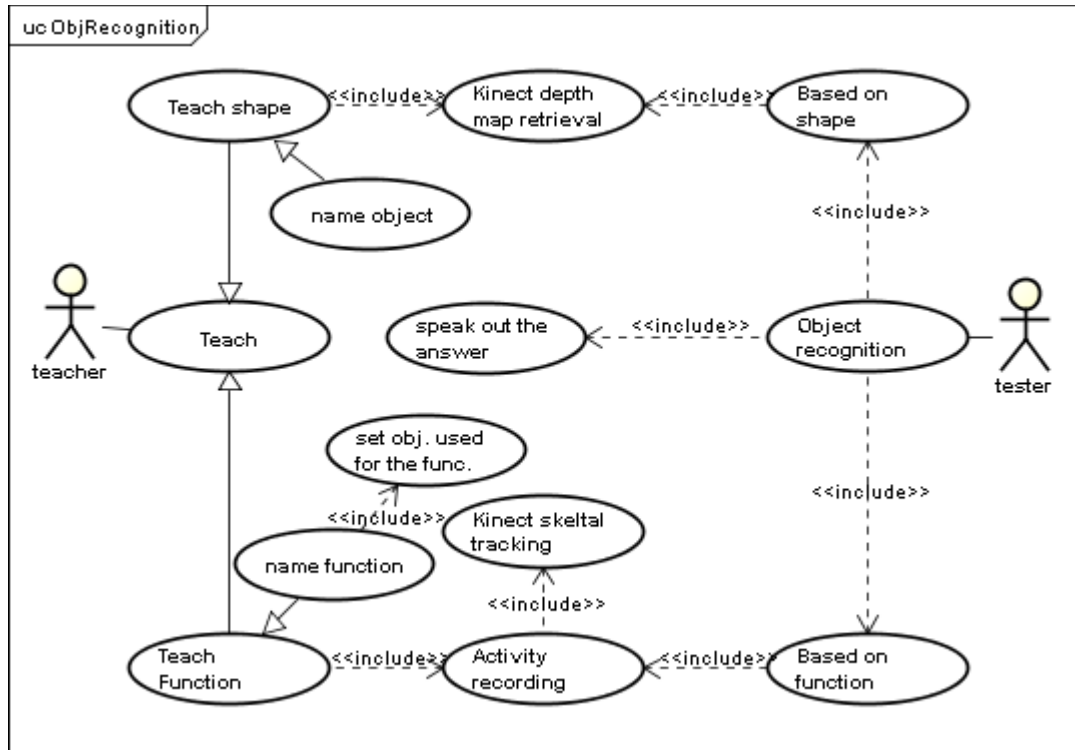 uc ObjRecognition
Teach shape
<<include>>
Kinect depth
map retrieval
<<include>>
Based on
shape
name object
<<include>>
teacher
Teach
speak out the
answer
<<include>>
Object
recognition
tester
set obj. used
for the func.
<<include>>
Kinect skeltal
tracking
<<include>>
name function
<<include>>
Teach
Function
<<include>>
Activity
recording
<<include>>
Based on
function